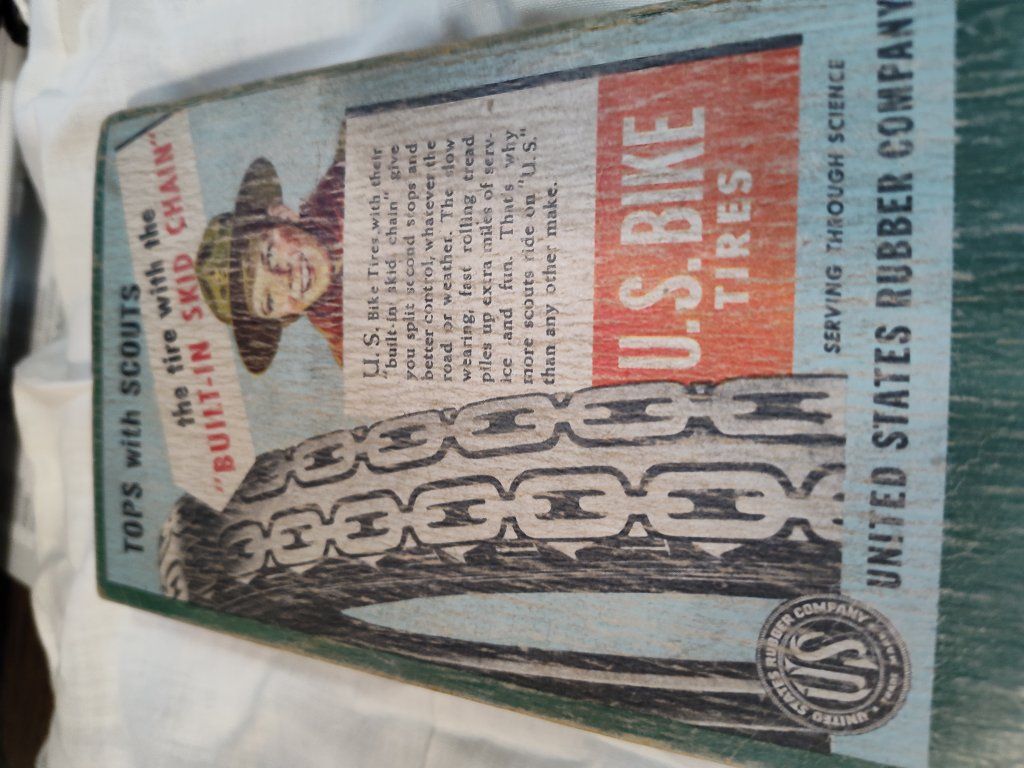 TOPS with SCOUTS
the tire with the
"BUILT-IN SKID CHAIN"
U.S. Bike Tires with their
"built-in skid chain" give
you split second stops and
better control, whatever the
road or weather. The slow
wearing, fast rolling tread
piles up extra miles of serv-
ice and fun. That's why
more scouts ride on "U.S."
than any other make.
U.S. BIKE
TIRES
SERVING THROUGH SCIENCE
UNITED STATES RUBBER COMPANY
UNITED STATES RUBBER COMPANY
US